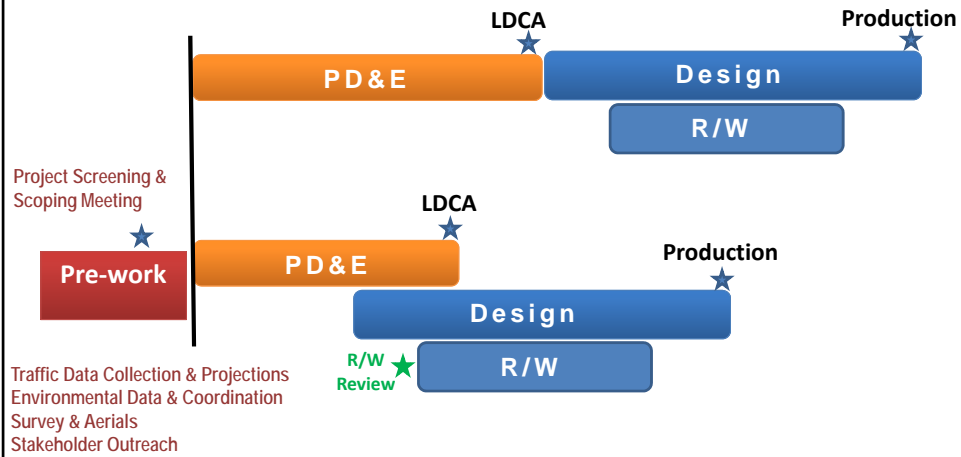 LDCA
Production
PD&E
Design
R/W
Project Screening &
Scoping Meeting
LDCA
Pre-work
PD&E
Production
Design
R/W
Review
R/W
Traffic Data Collection & Projections
Environmental Data & Coordination
Survey & Aerials
Stakeholder Outreach